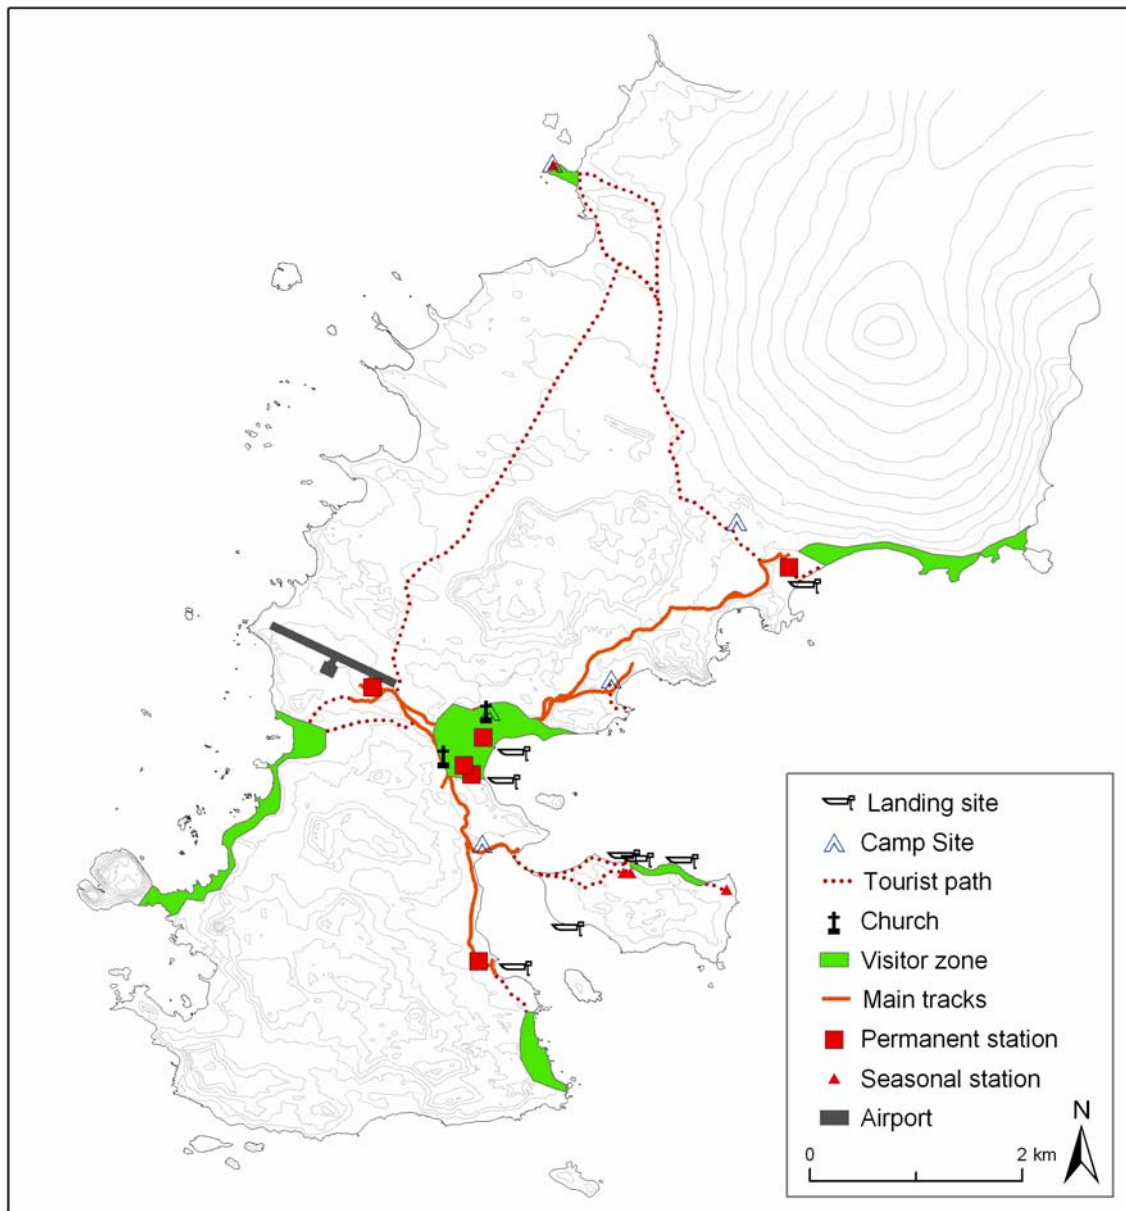 Landing site
Camp Site
Tourist path
Church
Visitor zone
Main tracks
Permanent station
Seasonal station
Airport
N
0 2 km